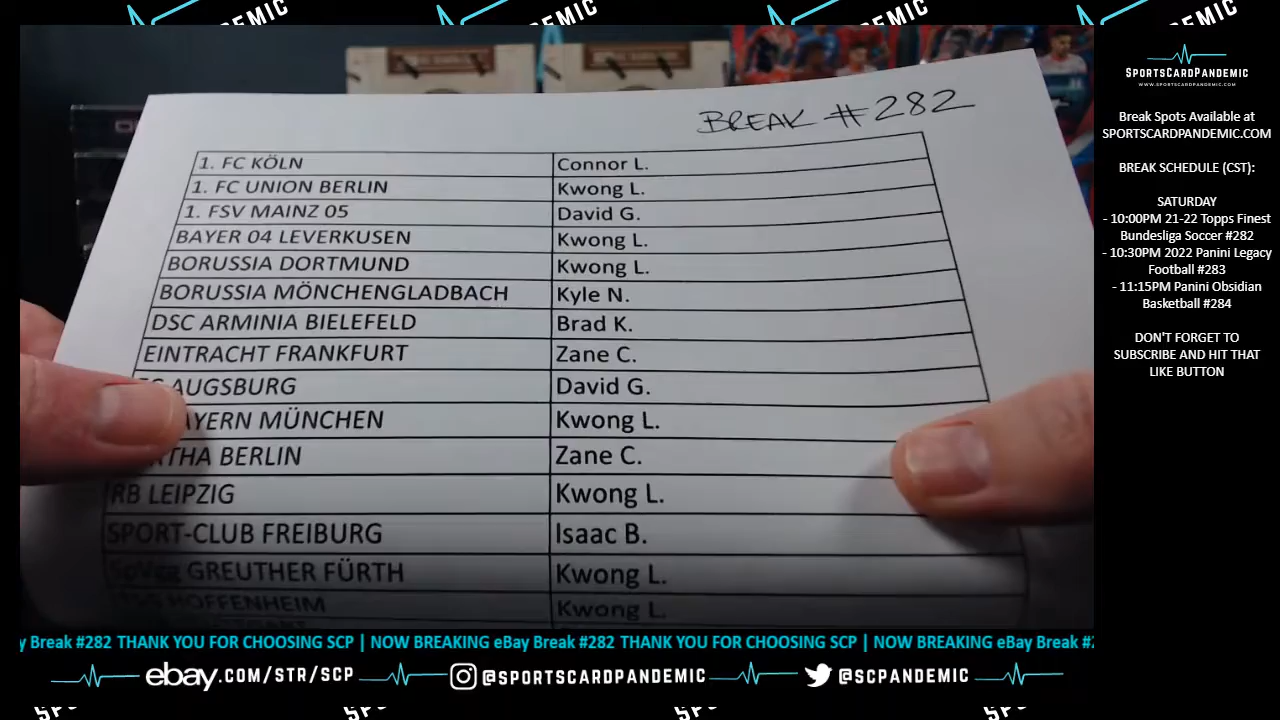 BREAK #282
1. FC KÖLN Connor L.
1. FC UNION BERLIN Kwong L.
1. FSV MAINZ 05 David G.
BAYER 04 LEVERKUSEN Kwong L.
BORUSSIA DORTMUND Kwong L.
BORUSSIA MÖNCHENGLADBACH Kyle N.
DSC ARMINIA BIELEFELD Brad K.
EINTRACHT FRANKFURT Zane C.
AUGSBURG David G.
AYERN MÜNCHEN Kwong L.
THA BERLIN Zane C.
RB LEIPZIG Kwong L.
SPORT-CLUB FREIBURG Isaac B.
SpVgg GREUTHER FÜRTH Kwong L.
TSG HOFFENHEIM Kwong L.
SPORTSCARDPANDEMIC
WWW.SPORTSCARDPANDEMIC.COM
Break Spots Available at
SPORTSCARDPANDEMIC.COM
BREAK SCHEDULE (CST):
SATURDAY
- 10:00PM 21-22 Topps Finest
Bundesliga Soccer #282
- 10:30PM 2022 Panini Legacy
Football #283
- 11:15PM Panini Obsidian
Basketball #284
DON'T FORGET TO
SUBSCRIBE AND HIT THAT
LIKE BUTTON
y Break #282 THANK YOU FOR CHOOSING SCP | NOW BREAKING eBay Break #282 THANK YOU FOR CHOOSING SCP | NOW BREAKING eBay Break #2
ebay.COM/STR/SCP @SPORTSCARDPANDEMIC @SCPANDEMIC